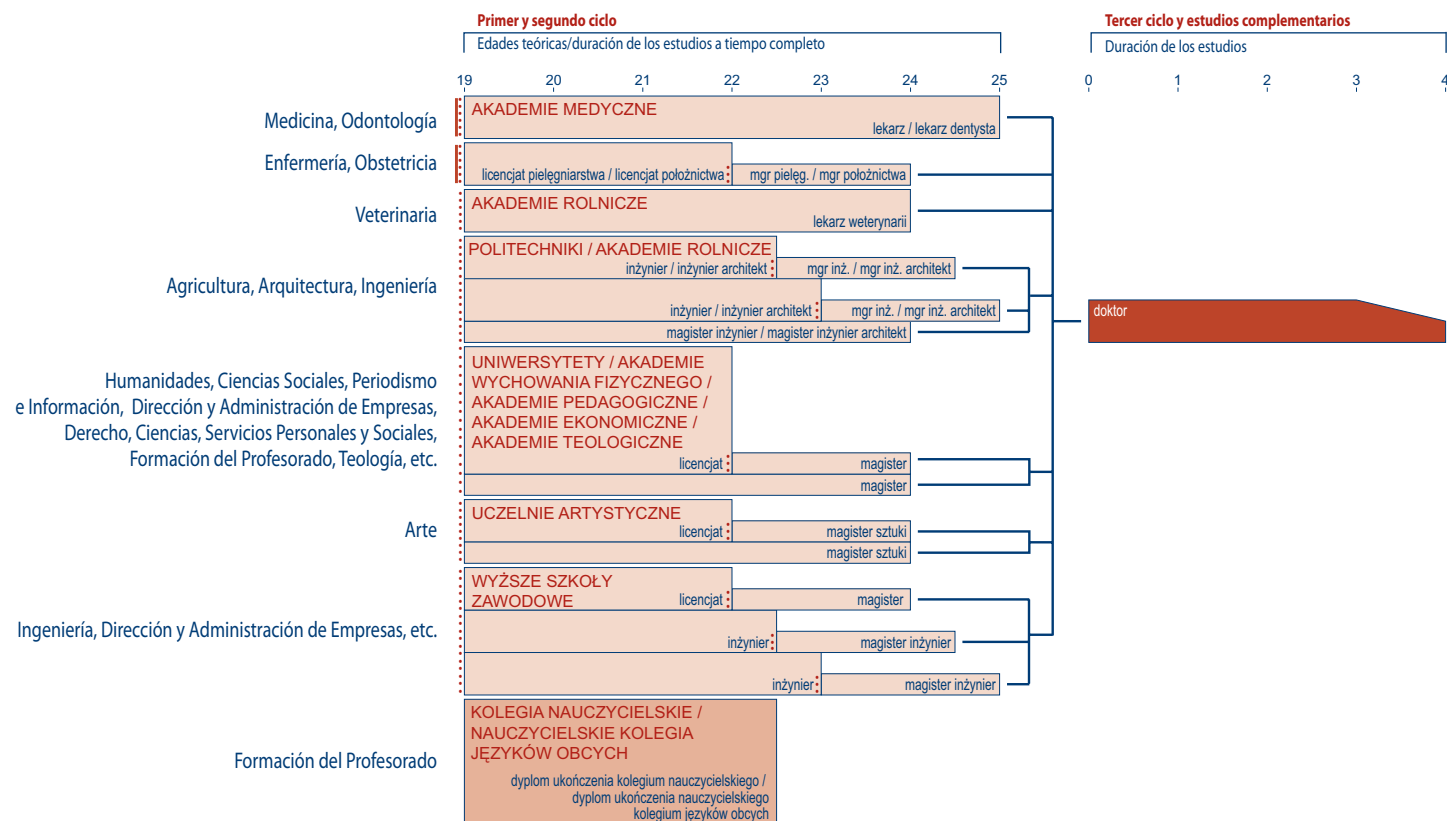 Primer y segundo ciclo
Edades teóricas/duración de los estudios a tiempo completo
Tercer ciclo y estudios complementarios
Duración de los estudios
19 20 21 22 23 24 25
0 1 2 3 4
Medicina, Odontología
AKADEMIE MEDYCZNE
lekarz / lekarz dentysta
Enfermería, Obstetricia
licencjat pielęgniarstwa / licencjat położnictwa
mgr pielęg. / mgr położnictwa
Veterinaria
AKADEMIE ROLNICZE
lekarz weterynarii
Agricultura, Arquitectura, Ingeniería
POLITECHNIKI / AKADEMIE ROLNICZE
inżynier / inżynier architekt
mgr inż. / mgr inż. architekt
inżynier / inżynier architekt
mgr inż. / mgr inż. architekt
magister inżynier / magister inżynier architekt
doktor
Humanidades, Ciencias Sociales, Periodismo
e Información, Dirección y Administración de Empresas,
Derecho, Ciencias, Servicios Personales y Sociales,
Formación del Profesorado, Teología, etc.
UNIWERSYTETY / AKADEMIE
WYCHOWANIA FIZYCZNEGO /
AKADEMIE PEDAGOGICZNE /
AKADEMIE EKONOMICZNE /
AKADEMIE TEOLOGICZNE
licencjat
magister
magister
Arte
UCZELNIE ARTYSTYCZNE
licencjat
magister sztuki
magister sztuki
Ingeniería, Dirección y Administración de Empresas, etc.
WYŻSZE SZKOŁY
ZAWODOWE
licencjat
magister
inżynier
magister inżynier
inżynier
magister inżynier
Formación del Profesorado
KOLEGIA NAUCZYCIELSKIE /
NAUCZYCIELSKIE KOLEGIA
JĘZYKÓW OBCYCH
dyplom ukończenia kolegium nauczycielskiego /
dyplom ukończenia nauczycielskiego
kolegium języków obcych